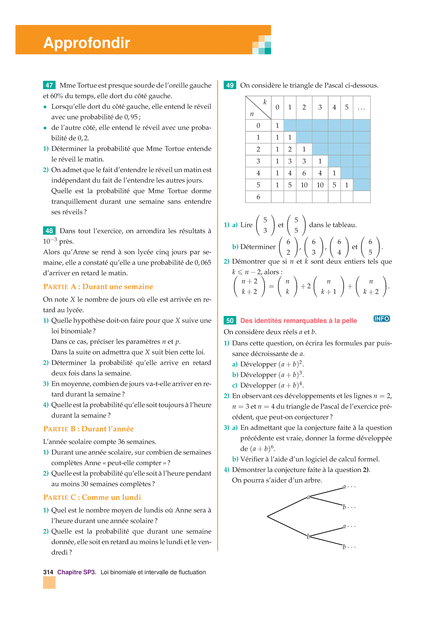 Approfondir
47 Mme Tortue est presque sourde de l'oreille gauche
et 60% du temps, elle dort du côté gauche.
• Lorsqu'elle dort du côté gauche, elle entend le réveil
avec une probabilité de 0,95 ;
• de l'autre côté, elle entend le réveil avec une proba-
bilité de 0,2.
1) Déterminer la probabilité que Mme Tortue entende
le réveil le matin.
2) On admet que le fait d'entendre le réveil un matin est
indépendant du fait de l'entendre les autres jours.
Quelle est la probabilité que Mme Tortue dorme
tranquillement durant une semaine sans entendre
ses réveils ?
48 Dans tout l'exercice, on arrondira les résultats à
10⁻³ près.
Alors qu'Anne se rend à son lycée cinq jours par se-
maine, elle a constaté qu'elle a une probabilité de 0,065
d'arriver en retard le matin.
PARTIE A : Durant une semaine
On note X le nombre de jours où elle est arrivée en re-
tard au lycée.
1) Quelle hypothèse doit-on faire pour que X suive une
loi binomiale ?
Dans ce cas, préciser les paramètres n et p.
Dans la suite on admettra que X suit bien cette loi.
2) Déterminer la probabilité qu'elle arrive en retard
deux fois dans la semaine.
3) En moyenne, combien de jours va-t-elle arriver en re-
tard durant la semaine ?
4) Quelle est la probabilité qu'elle soit toujours à l'heure
durant la semaine ?
PARTIE B : Durant l'année
L'année scolaire compte 36 semaines.
1) Durant une année scolaire, sur combien de semaines
complètes Anne « peut-elle compter » ?
2) Quelle est la probabilité qu'elle soit à l'heure pendant
au moins 30 semaines complètes ?
PARTIE C : Comme un lundi
1) Quel est le nombre moyen de lundis où Anne sera à
l'heure durant une année scolaire ?
2) Quelle est la probabilité que durant une semaine
donnée, elle soit en retard au moins le lundi et le ven-
dredi ?
49 On considère le triangle de Pascal ci-dessous.
k 0 1 2 3 4 5 ...
n
0 1
1 1 1
2 1 2 1
3 1 3 3 1
4 1 4 6 4 1
5 1 5 10 10 5 1
6
1) a) Lire (5 3) et (5 5) dans le tableau.
b) Déterminer (6 2), (6 3), (6 4) et (6 5).
2) Démontrer que si n et k sont deux entiers tels que
k ⩽ n − 2, alors :
(n + 2 k + 2) = (n k) + 2 (n k + 1) + (n k + 2).
50 Des identités remarquables à la pelle INFO
On considère deux réels a et b.
1) Dans cette question, on écrira les formules par puis-
sance décroissante de a.
a) Développer (a + b)².
b) Développer (a + b)³.
c) Développer (a + b)⁴.
2) En observant ces développements et les lignes n = 2,
n = 3 et n = 4 du triangle de Pascal de l'exercice pré-
cédent, que peut-on conjecturer ?
3) a) En admettant que la conjecture faite à la question
précédente est vraie, donner la forme développée
de (a + b)⁶.
b) Vérifier à l'aide d'un logiciel de calcul formel.
4) Démontrer la conjecture faite à la question 2).
On pourra s'aider d'un arbre.
a ...
a
b ...
a ...
b
b ...
314 Chapitre SP3. Loi binomiale et intervalle de fluctuation